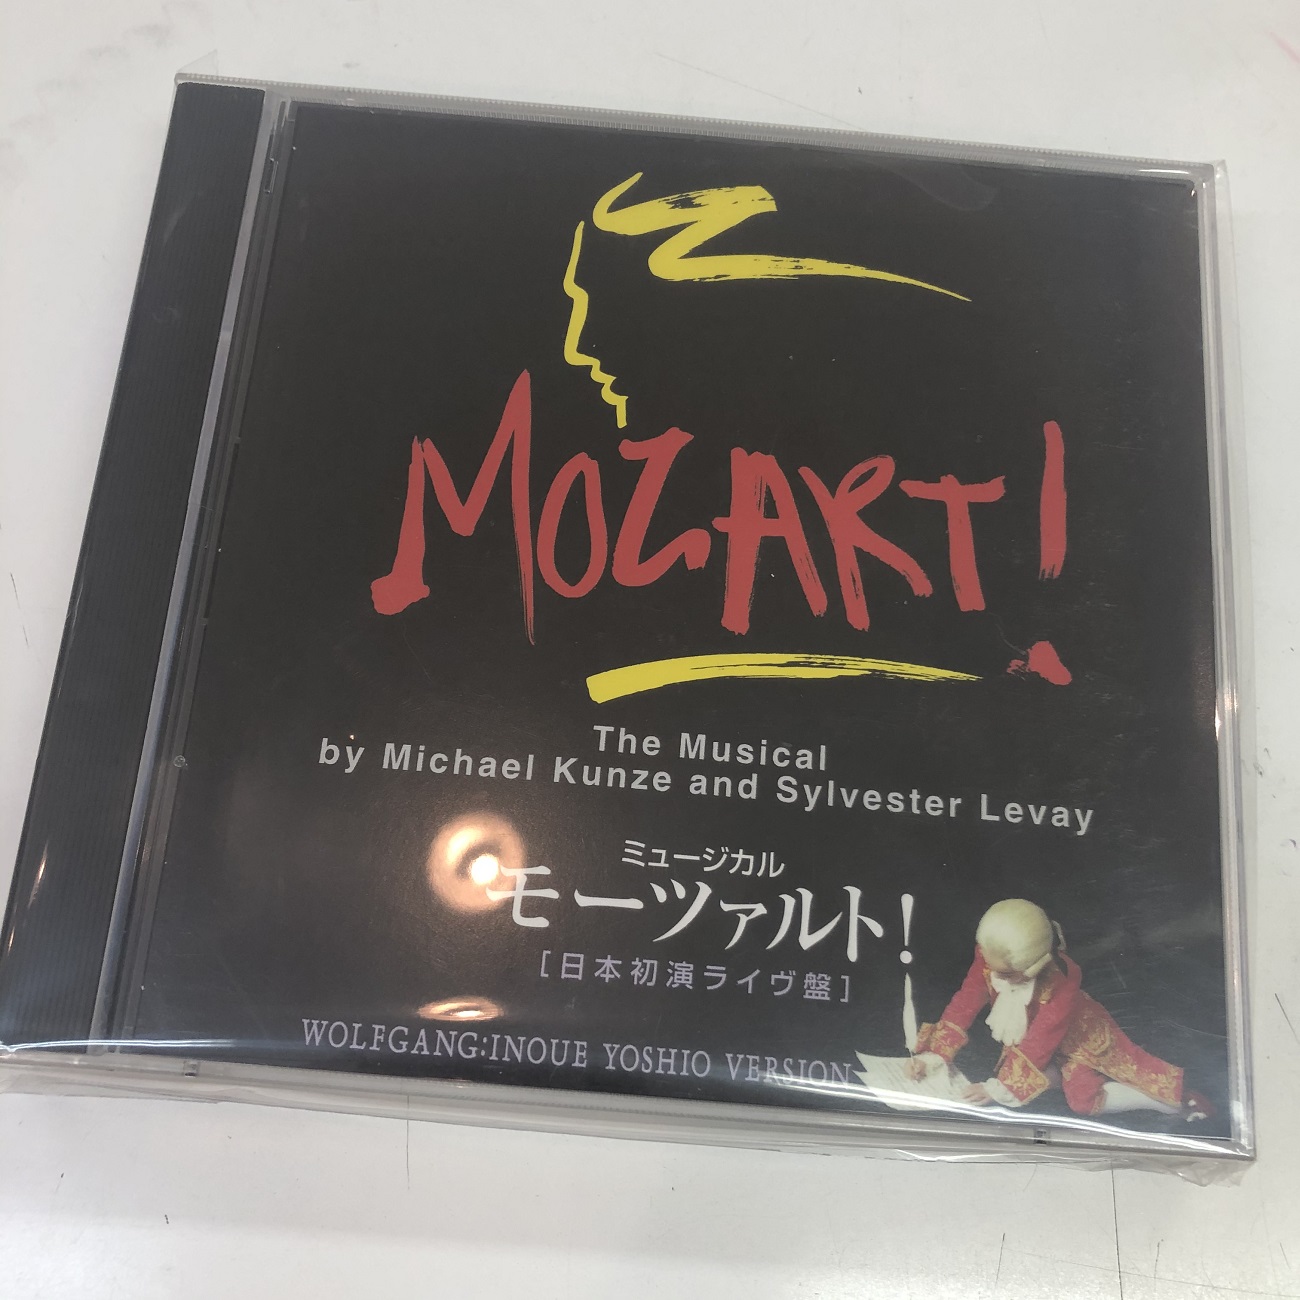 MOZART!
The Musical
by Michael Kunze and Sylvester Levay
ミュージカル
モーツァルト!
[日本初演ライヴ盤]
WOLFGANG:INOUE YOSHIO VERSION